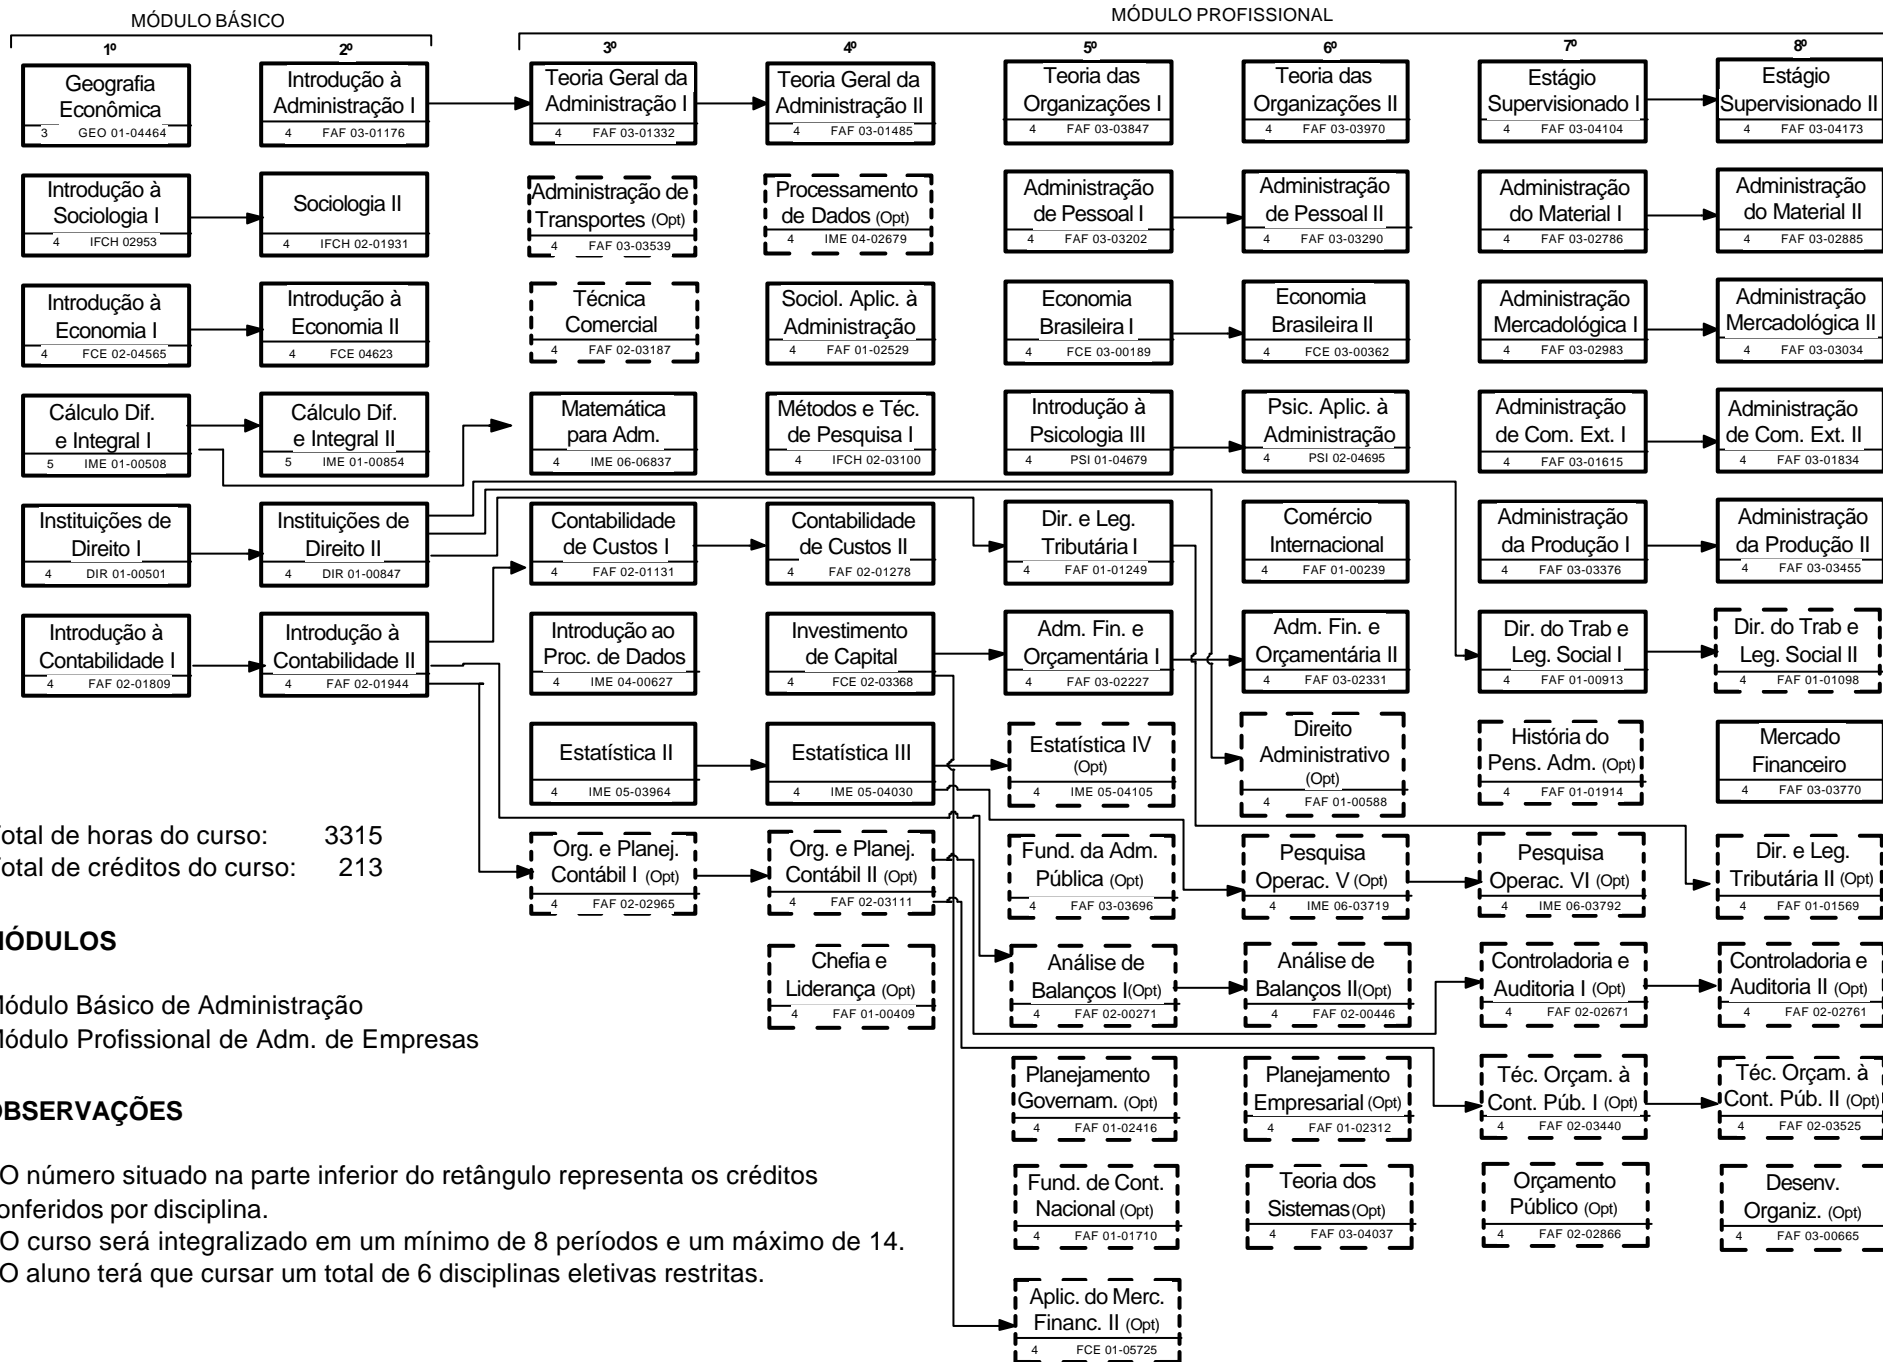 MÓDULO BÁSICO
MÓDULO PROFISSIONAL
1º
2º
3º
4º
5º
6º
7º
8º
Geografia
Econômica
3 GEO 01-04464
Introdução à
Administração I
4 FAF 03-01176
Teoria Geral da
Administração I
4 FAF 03-01332
Teoria Geral da
Administração II
4 FAF 03-01485
Teoria das
Organizações I
4 FAF 03-03847
Teoria das
Organizações II
4 FAF 03-03970
Estágio
Supervisionado I
4 FAF 03-04104
Estágio
Supervisionado II
4 FAF 03-04173
Introdução à
Sociologia I
4 IFCH 02953
Sociologia II
4 IFCH 02-01931
Administração de
Transportes (Opt)
4 FAF 03-03539
Processamento
de Dados (Opt)
4 IME 04-02679
Administração
de Pessoal I
4 FAF 03-03202
Administração
de Pessoal II
4 FAF 03-03290
Administração
do Material I
4 FAF 03-02786
Administração
do Material II
4 FAF 03-02885
Introdução à
Economia I
4 FCE 02-04565
Introdução à
Economia II
4 FCE 04623
Técnica
Comercial
4 FAF 02-03187
Sociol. Aplic. à
Administração
4 FAF 01-02529
Economia
Brasileira I
4 FCE 03-00189
Economia
Brasileira II
4 FCE 03-00362
Administração
Mercadológica I
4 FAF 03-02983
Administração
Mercadológica II
4 FAF 03-03034
Cálculo Dif.
e Integral I
5 IME 01-00508
Cálculo Dif.
e Integral II
5 IME 01-00854
Matemática
para Adm.
4 IME 06-06837
Métodos e Téc.
de Pesquisa I
4 IFCH 02-03100
Introdução à
Psicologia III
4 PSI 01-04679
Psic. Aplic. à
Administração
4 PSI 02-04695
Administração
de Com. Ext. I
4 FAF 03-01615
Administração
de Com. Ext. II
4 FAF 03-01834
Instituições de
Direito I
4 DIR 01-00501
Instituições de
Direito II
4 DIR 01-00847
Contabilidade
de Custos I
4 FAF 02-01131
Contabilidade
de Custos II
4 FAF 02-01278
Dir. e Leg.
Tributária I
4 FAF 01-01249
Comércio
Internacional
4 FAF 01-00239
Administração
da Produção I
4 FAF 03-03376
Administração
da Produção II
4 FAF 03-03455
Introdução à
Contabilidade I
4 FAF 02-01809
Introdução à
Contabilidade II
4 FAF 02-01944
Introdução ao
Proc. de Dados
4 IME 04-00627
Investimento
de Capital
4 FCE 02-03368
Adm. Fin. e
Orçamentária I
4 FAF 03-02227
Adm. Fin. e
Orçamentária II
4 FAF 03-02331
Dir. do Trab e
Leg. Social I
4 FAF 01-00913
Dir. do Trab e
Leg. Social II
4 FAF 01-01098
Estatística II
4 IME 05-03964
Estatística III
4 IME 05-04030
Estatística IV
(Opt)
4 IME 05-04105
Direito
Administrativo
(Opt)
4 FAF 01-00588
História do
Pens. Adm. (Opt)
4 FAF 01-01914
Mercado
Financeiro
4 FAF 03-03770
otal de horas do curso: 3315
otal de créditos do curso: 213
Org. e Planej.
Contábil I (Opt)
4 FAF 02-02965
Org. e Planej.
Contábil II (Opt)
4 FAF 02-03111
Fund. da Adm.
Pública (Opt)
4 FAF 03-03696
Pesquisa
Operac. V (Opt)
4 IME 06-03719
Pesquisa
Operac. VI (Opt)
4 IME 06-03792
Dir. e Leg.
Tributária II (Opt)
4 FAF 01-01569
Chefia e
Liderança (Opt)
4 FAF 01-00409
Análise de
Balanços I(Opt)
4 FAF 02-00271
Análise de
Balanços II(Opt)
4 FAF 02-00446
Controladoria e
Auditoria I (Opt)
4 FAF 02-02671
Controladoria e
Auditoria II (Opt)
4 FAF 02-02761
Planejamento
Governam. (Opt)
4 FAF 01-02416
Planejamento
Empresarial (Opt)
4 FAF 01-02312
Téc. Orçam. à
Cont. Púb. I (Opt)
4 FAF 02-03440
Téc. Orçam. à
Cont. Púb. II (Opt)
4 FAF 02-03525
Fund. de Cont.
Nacional (Opt)
4 FAF 01-01710
Teoria dos
Sistemas (Opt)
4 FAF 03-04037
Orçamento
Público (Opt)
4 FAF 02-02866
Desenv.
Organiz. (Opt)
4 FAF 03-00665
Aplic. do Merc.
Financ. II (Opt)
4 FCE 01-05725
MÓDULOS
Módulo Básico de Administração
Módulo Profissional de Adm. de Empresas
OBSERVAÇÕES
O número situado na parte inferior do retângulo representa os créditos
onferidos por disciplina.
O curso será integralizado em um mínimo de 8 períodos e um máximo de 14.
O aluno terá que cursar um total de 6 disciplinas eletivas restritas.